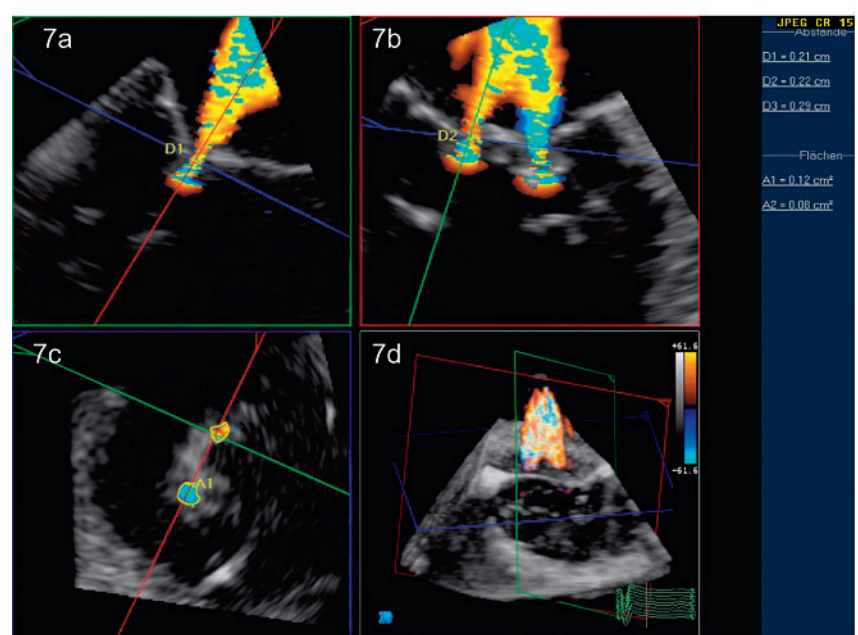 7a
D1
7b
D2
JPEG CR 15
Abstände
D1 = 0.21 cm
D2 = 0.22 cm
D3 = 0.29 cm
Flächen
A1 = 0.12 cm²
A2 = 0.08 cm²
7c
A1
7d
+61.6
-61.6